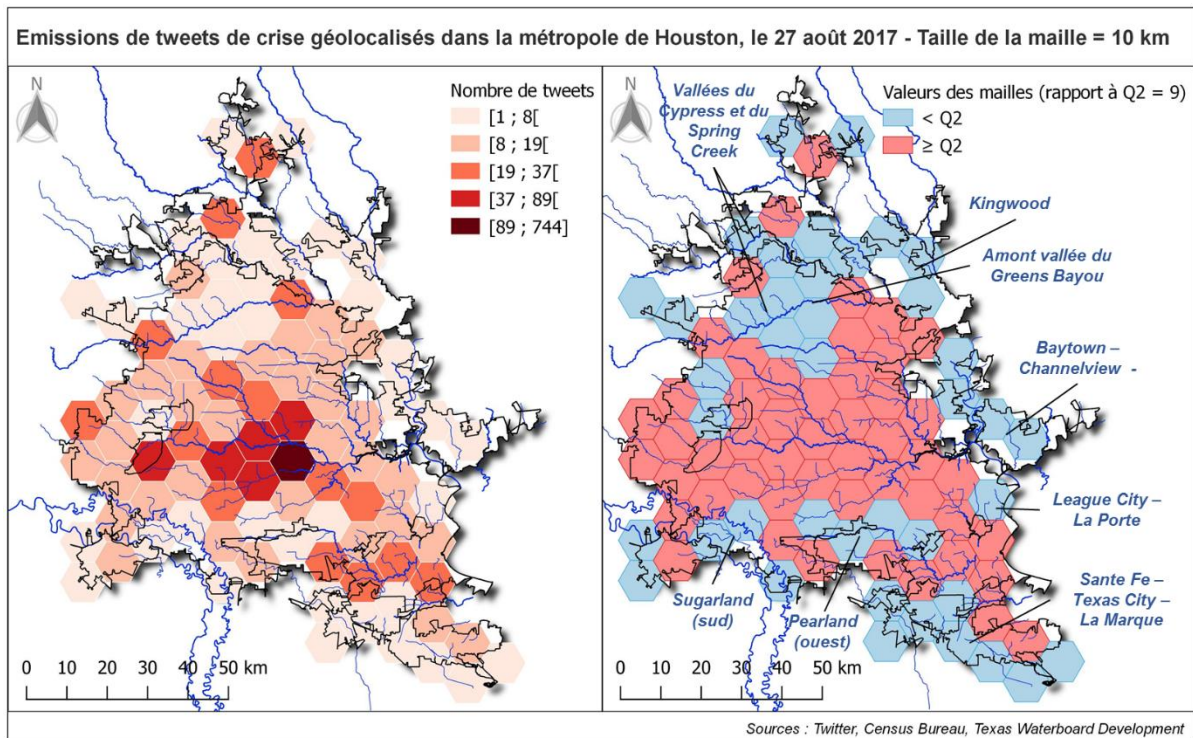 Emissions de tweets de crise géolocalisés dans la métropole de Houston, le 27 août 2017 - Taille de la maille = 10 km
N
Nombre de tweets
[1 ; 8[
[8 ; 19[
[19 ; 37[
[37 ; 89[
[89 ; 744]
0 10 20 30 40 50 km
N
Vallées du
Cypress et du
Spring
Creek
Valeurs des mailles (rapport à Q2 = 9)
< Q2
≥ Q2
Kingwood
Amont vallée du
Greens Bayou
Baytown –
Channelview -
League City –
La Porte
Sante Fe –
Texas City –
La Marque
Sugarland
(sud)
Pearland
(ouest)
0 10 20 30 40 50 km
Sources : Twitter, Census Bureau, Texas Waterboard Development